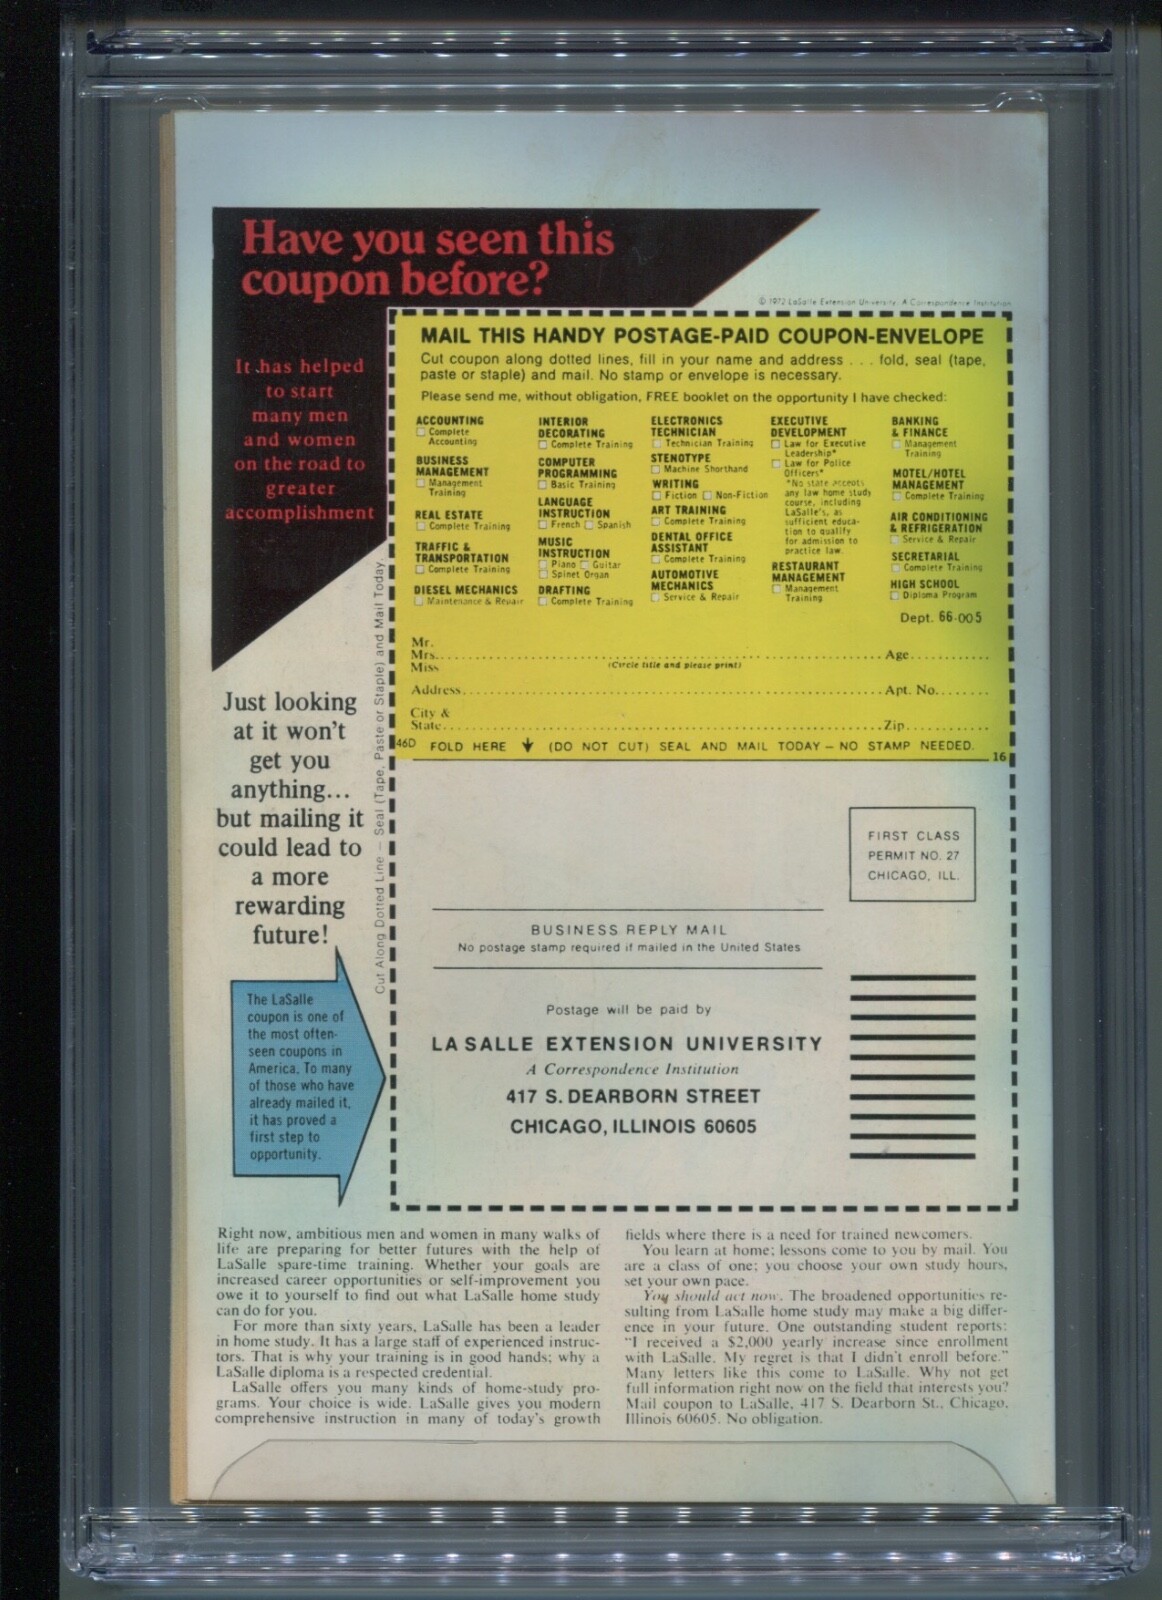 Have you seen this
coupon before?
© 1972 LaSalle Extension University, A Correspondence Institution
It has helped
to start
many men
and women
on the road to
greater
accomplishment
MAIL THIS HANDY POSTAGE-PAID COUPON-ENVELOPE
Cut coupon along dotted lines, fill in your name and address . . . fold, seal (tape,
paste or staple) and mail. No stamp or envelope is necessary.
Please send me, without obligation, FREE booklet on the opportunity I have checked:
ACCOUNTING
Complete
Accounting
BUSINESS
MANAGEMENT
Management
Training
REAL ESTATE
Complete Training
TRAFFIC &
TRANSPORTATION
Complete Training
DIESEL MECHANICS
Maintenance & Repair
INTERIOR
DECORATING
Complete Training
COMPUTER
PROGRAMMING
Basic Training
LANGUAGE
INSTRUCTION
French Spanish
MUSIC
INSTRUCTION
Piano Guitar
Spinet Organ
DRAFTING
Complete Training
ELECTRONICS
TECHNICIAN
Technician Training
STENOTYPE
Machine Shorthand
WRITING
Fiction Non-Fiction
ART TRAINING
Complete Training
DENTAL OFFICE
ASSISTANT
Complete Training
AUTOMOTIVE
MECHANICS
Service & Repair
EXECUTIVE
DEVELOPMENT
Law for Executive
Leadership*
Law for Police
Officers*
*No state accepts
any law home study
course, including
LaSalle's, as
sufficient educa-
tion to qualify
for admission to
practice law.
RESTAURANT
MANAGEMENT
Management
Training
BANKING
& FINANCE
Management
Training
MOTEL/HOTEL
MANAGEMENT
Complete Training
AIR CONDITIONING
& REFRIGERATION
Service & Repair
SECRETARIAL
Complete Training
HIGH SCHOOL
Diploma Program
Dept. 66-005
Mr.
Mrs. Age
Miss (Circle title and please print)
Address Apt. No.
City &
State Zip
46D FOLD HERE (DO NOT CUT) SEAL AND MAIL TODAY — NO STAMP NEEDED.
16
Cut Along Dotted Line — Seal (Tape, Paste or Staple) and Mail Today
Just looking
at it won't
get you
anything...
but mailing it
could lead to
a more
rewarding
future!
The LaSalle
coupon is one of
the most often-
seen coupons in
America. To many
of those who have
already mailed it,
it has proved a
first step to
opportunity.
FIRST CLASS
PERMIT NO. 27
CHICAGO, ILL.
BUSINESS REPLY MAIL
No postage stamp required if mailed in the United States
Postage will be paid by
LA SALLE EXTENSION UNIVERSITY
A Correspondence Institution
417 S. DEARBORN STREET
CHICAGO, ILLINOIS 60605
Right now, ambitious men and women in many walks of
life are preparing for better futures with the help of
LaSalle spare-time training. Whether your goals are
increased career opportunities or self-improvement you
owe it to yourself to find out what LaSalle home study
can do for you.
For more than sixty years, LaSalle has been a leader
in home study. It has a large staff of experienced instruc-
tors. That is why your training is in good hands; why a
LaSalle diploma is a respected credential.
LaSalle offers you many kinds of home-study pro-
grams. Your choice is wide. LaSalle gives you modern
comprehensive instruction in many of today's growth
fields where there is a need for trained newcomers.
You learn at home; lessons come to you by mail. You
are a class of one; you choose your own study hours,
set your own pace.
You should act now. The broadened opportunities re-
sulting from LaSalle home study may make a big differ-
ence in your future. One outstanding student reports:
"I received a $2,000 yearly increase since enrollment
with LaSalle. My regret is that I didn't enroll before."
Many letters like this come to LaSalle. Why not get
full information right now on the field that interests you?
Mail coupon to LaSalle, 417 S. Dearborn St., Chicago,
Illinois 60605. No obligation.